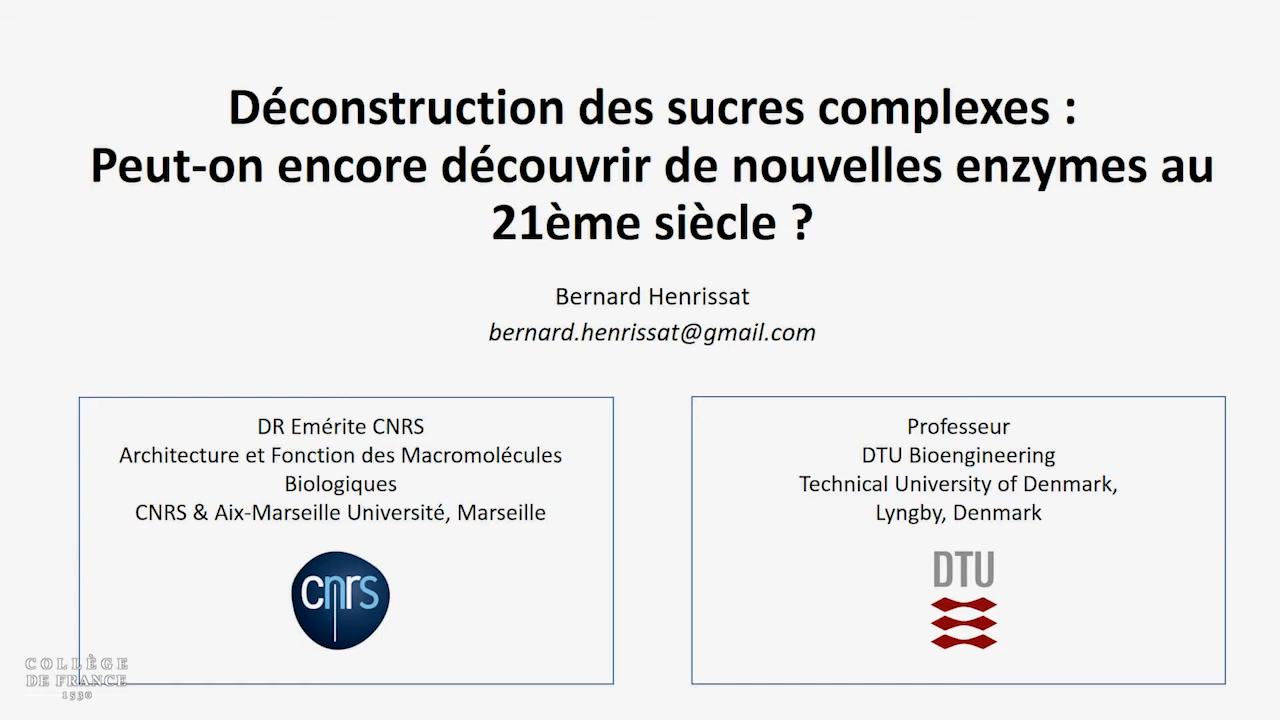 Déconstruction des sucres complexes :
Peut-on encore découvrir de nouvelles enzymes au
21ème siècle ?
Bernard Henrissat
bernard.henrissat@gmail.com
DR Emérite CNRS
Architecture et Fonction des Macromolécules
Biologiques
CNRS & Aix-Marseille Université, Marseille
cnrs
Professeur
DTU Bioengineering
Technical University of Denmark,
Lyngby, Denmark
DTU
COLLÈGE
DE FRANCE
1530